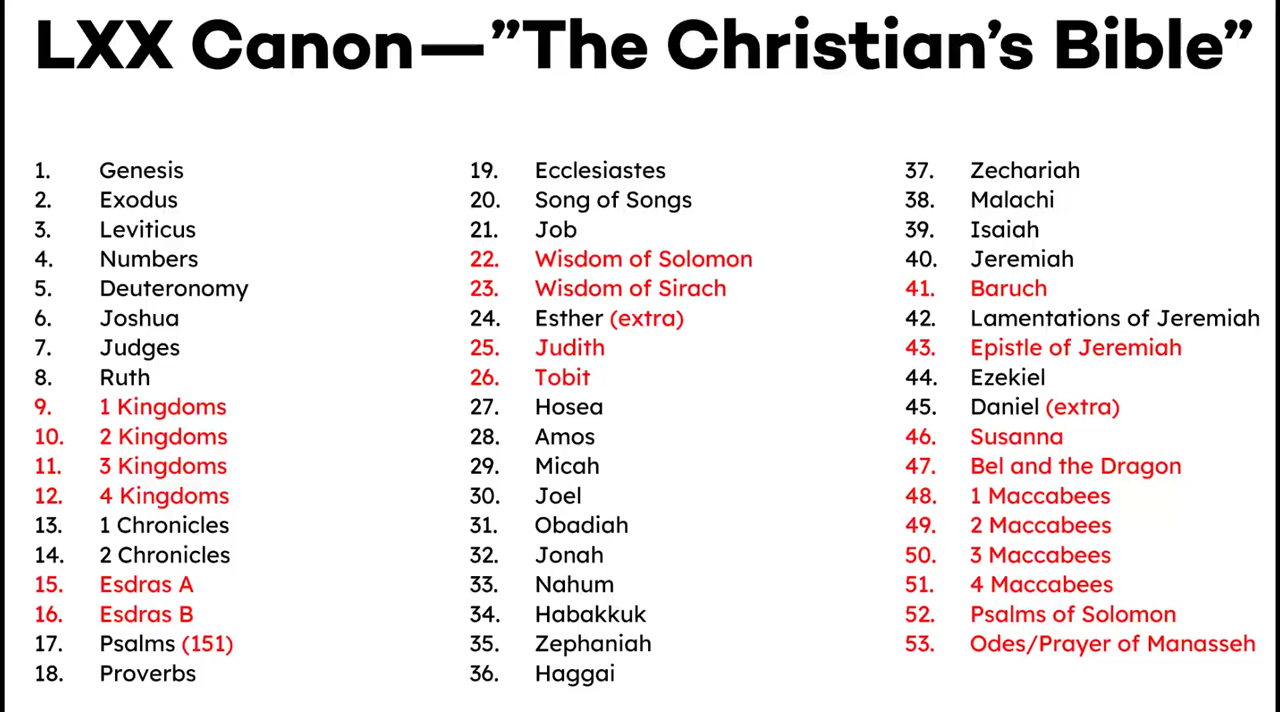 LXX Canon—”The Christian’s Bible”
1. Genesis
2. Exodus
3. Leviticus
4. Numbers
5. Deuteronomy
6. Joshua
7. Judges
8. Ruth
9. 1 Kingdoms
10. 2 Kingdoms
11. 3 Kingdoms
12. 4 Kingdoms
13. 1 Chronicles
14. 2 Chronicles
15. Esdras A
16. Esdras B
17. Psalms (151)
18. Proverbs
19. Ecclesiastes
20. Song of Songs
21. Job
22. Wisdom of Solomon
23. Wisdom of Sirach
24. Esther (extra)
25. Judith
26. Tobit
27. Hosea
28. Amos
29. Micah
30. Joel
31. Obadiah
32. Jonah
33. Nahum
34. Habakkuk
35. Zephaniah
36. Haggai
37. Zechariah
38. Malachi
39. Isaiah
40. Jeremiah
41. Baruch
42. Lamentations of Jeremiah
43. Epistle of Jeremiah
44. Ezekiel
45. Daniel (extra)
46. Susanna
47. Bel and the Dragon
48. 1 Maccabees
49. 2 Maccabees
50. 3 Maccabees
51. 4 Maccabees
52. Psalms of Solomon
53. Odes/Prayer of Manasseh